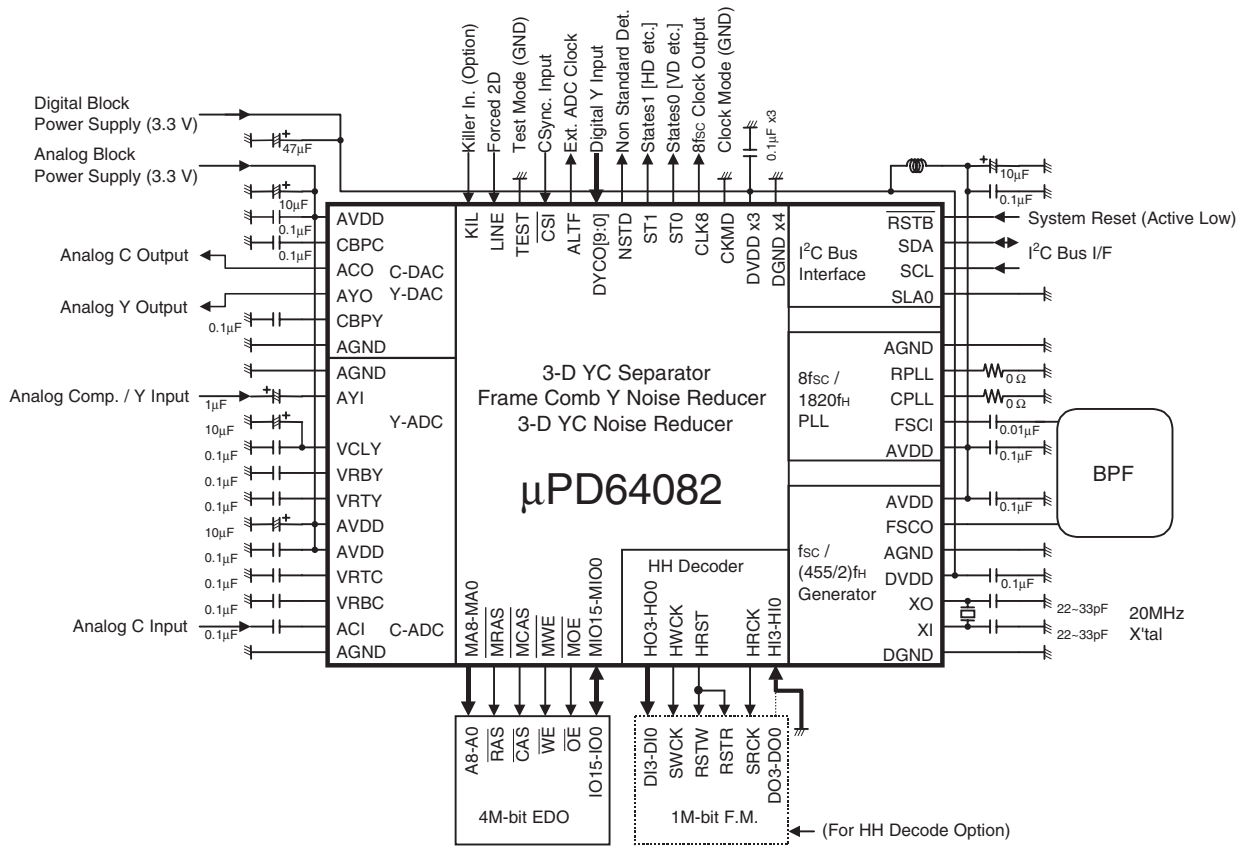 Killer In. (Option)
Forced 2D
Test Mode (GND)
CSync. Input
Ext. ADC Clock
Digital Y Input
Non Standard Det.
States1 [HD etc.]
States0 [VD etc.]
8fsc Clock Output
Clock Mode (GND)
0.1μF x3
Digital Block
Power Supply (3.3 V)
47μF
Analog Block
Power Supply (3.3 V)
10μF
0.1μF
0.1μF
Analog C Output
Analog Y Output
0.1μF
Analog Comp. / Y Input
1μF
10μF
0.1μF
0.1μF
0.1μF
10μF
0.1μF
0.1μF
0.1μF
Analog C Input
0.1μF
AVDD
CBPC
ACO
C-DAC
AYO
Y-DAC
CBPY
AGND
AGND
AYI
Y-ADC
VCLY
VRBY
VRTY
AVDD
AVDD
VRTC
VRBC
ACI
C-ADC
AGND
KIL
LINE
TEST
CSI
ALTF
DYCO[9:0]
NSTD
ST1
ST0
CLK8
CKMD
DVDD x3
DGND x4
3-D YC Separator
Frame Comb Y Noise Reducer
3-D YC Noise Reducer
μPD64082
I2C Bus
Interface
RSTB
SDA
SCL
SLA0
8fsc /
1820fH
PLL
AGND
RPLL
CPLL
FSCI
AVDD
fsc /
(455/2)fH
Generator
AVDD
FSCO
AGND
DVDD
XO
XI
DGND
10μF
0.1μF
System Reset (Active Low)
I2C Bus I/F
0 Ω
0 Ω
0.01μF
0.1μF
BPF
0.1μF
0.1μF
22~33pF
22~33pF
20MHz
X'tal
MA8-MA0
MRAS
MCAS
MWE
MOE
MIO15-MIO0
HH Decoder
HO3-HO0
HWCK
HRST
HRCK
HI3-HI0
A8-A0
RAS
CAS
WE
OE
IO15-IO0
4M-bit EDO
DI3-DI0
SWCK
RSTW
RSTR
SRCK
DO3-DO0
1M-bit F.M.
(For HH Decode Option)